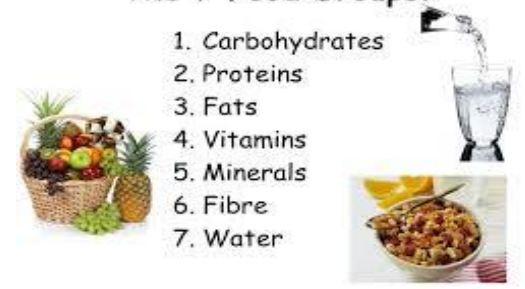 1. Carbohydrates
2. Proteins
3. Fats
4. Vitamins
5. Minerals
6. Fibre
7. Water